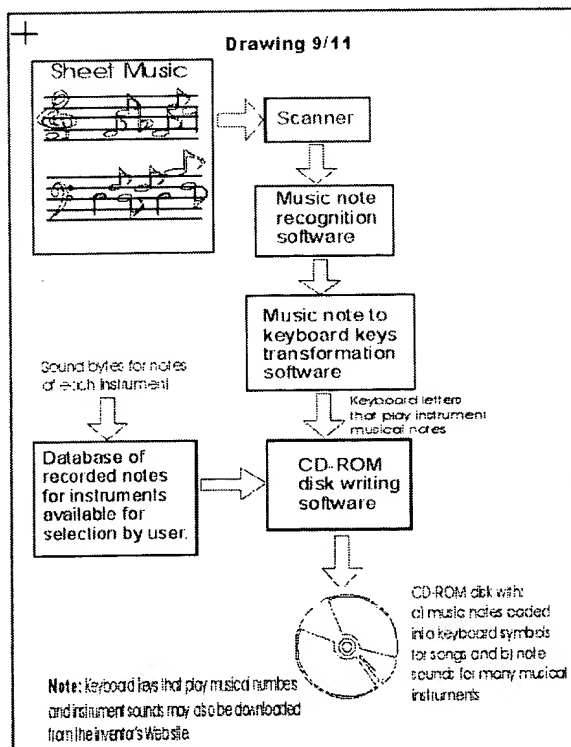 Drawing 9/11
Sheet Music
Scanner
Music note
recognition
software
Music note to
keyboard keys
transformation
software
Sound bytes for notes
of each instrument
Keyboard letters
that play instrument
musical notes
Database of
recorded notes
for instruments
available for
selection by user.
CD-ROM
disk writing
software
CD-ROM disk with:
a) music notes coded
into keyboard symbols
for songs and b) note
sounds for many musical
instruments
Note: Keyboard keys that play musical numbers
and instrument sounds may also be downloaded
from the inventor's Website